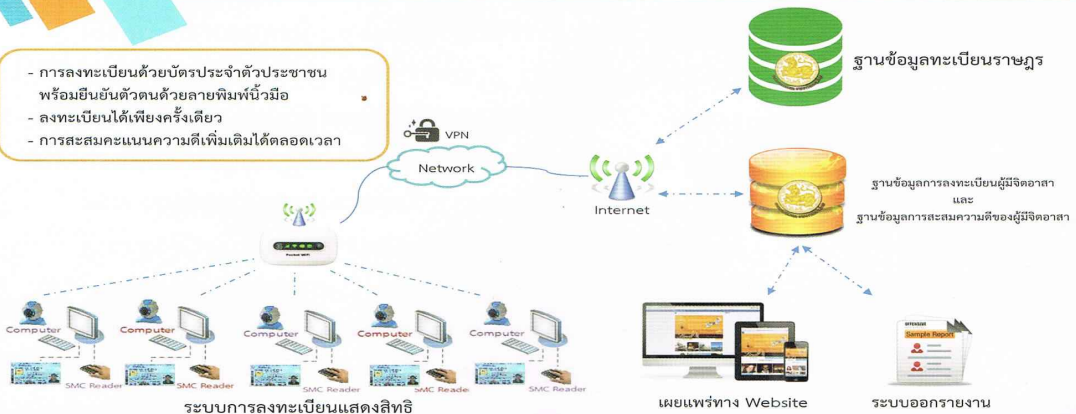 - การลงทะเบียนด้วยบัตรประจำตัวประชาชน
พร้อมยืนยันตัวตนด้วยลายพิมพ์นิ้วมือ
- ลงทะเบียนได้เพียงครั้งเดียว
- การสะสมคะแนนความดีเพิ่มเติมได้ตลอดเวลา
ฐานข้อมูลทะเบียนราษฎร
VPN
Network
Internet
ฐานข้อมูลการลงทะเบียนผู้มีจิตอาสา
และ
ฐานข้อมูลการสะสมความดีของผู้มีจิตอาสา
Pocket WiFi
Computer
Computer
Computer
Computer
Computer
SMC Reader
SMC Reader
SMC Reader
SMC Reader
SMC Reader
ระบบการลงทะเบียนแสดงสิทธิ
Sample Report
เผยแพร่ทาง Website
ระบบออกรายงาน